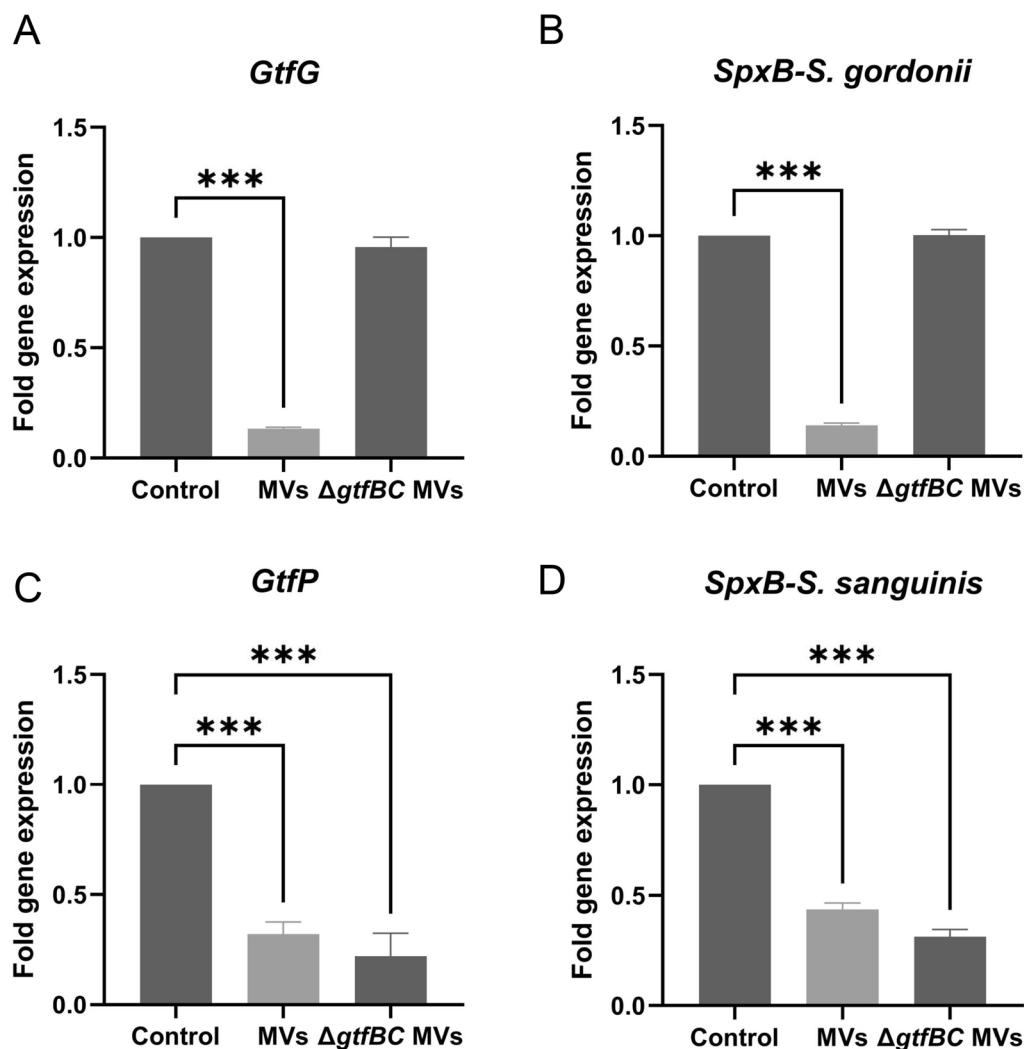 A
GtfG
Fold gene expression
1.5
1.0
0.5
0.0
***
Control MVs ΔgtfBC MVs
B
SpxB-S. gordonii
Fold gene expression
1.5
1.0
0.5
0.0
***
Control MVs ΔgtfBC MVs
C
GtfP
Fold gene expression
1.5
1.0
0.5
0.0
***
***
Control MVs ΔgtfBC MVs
D
SpxB-S. sanguinis
Fold gene expression
1.5
1.0
0.5
0.0
***
***
Control MVs ΔgtfBC MVs